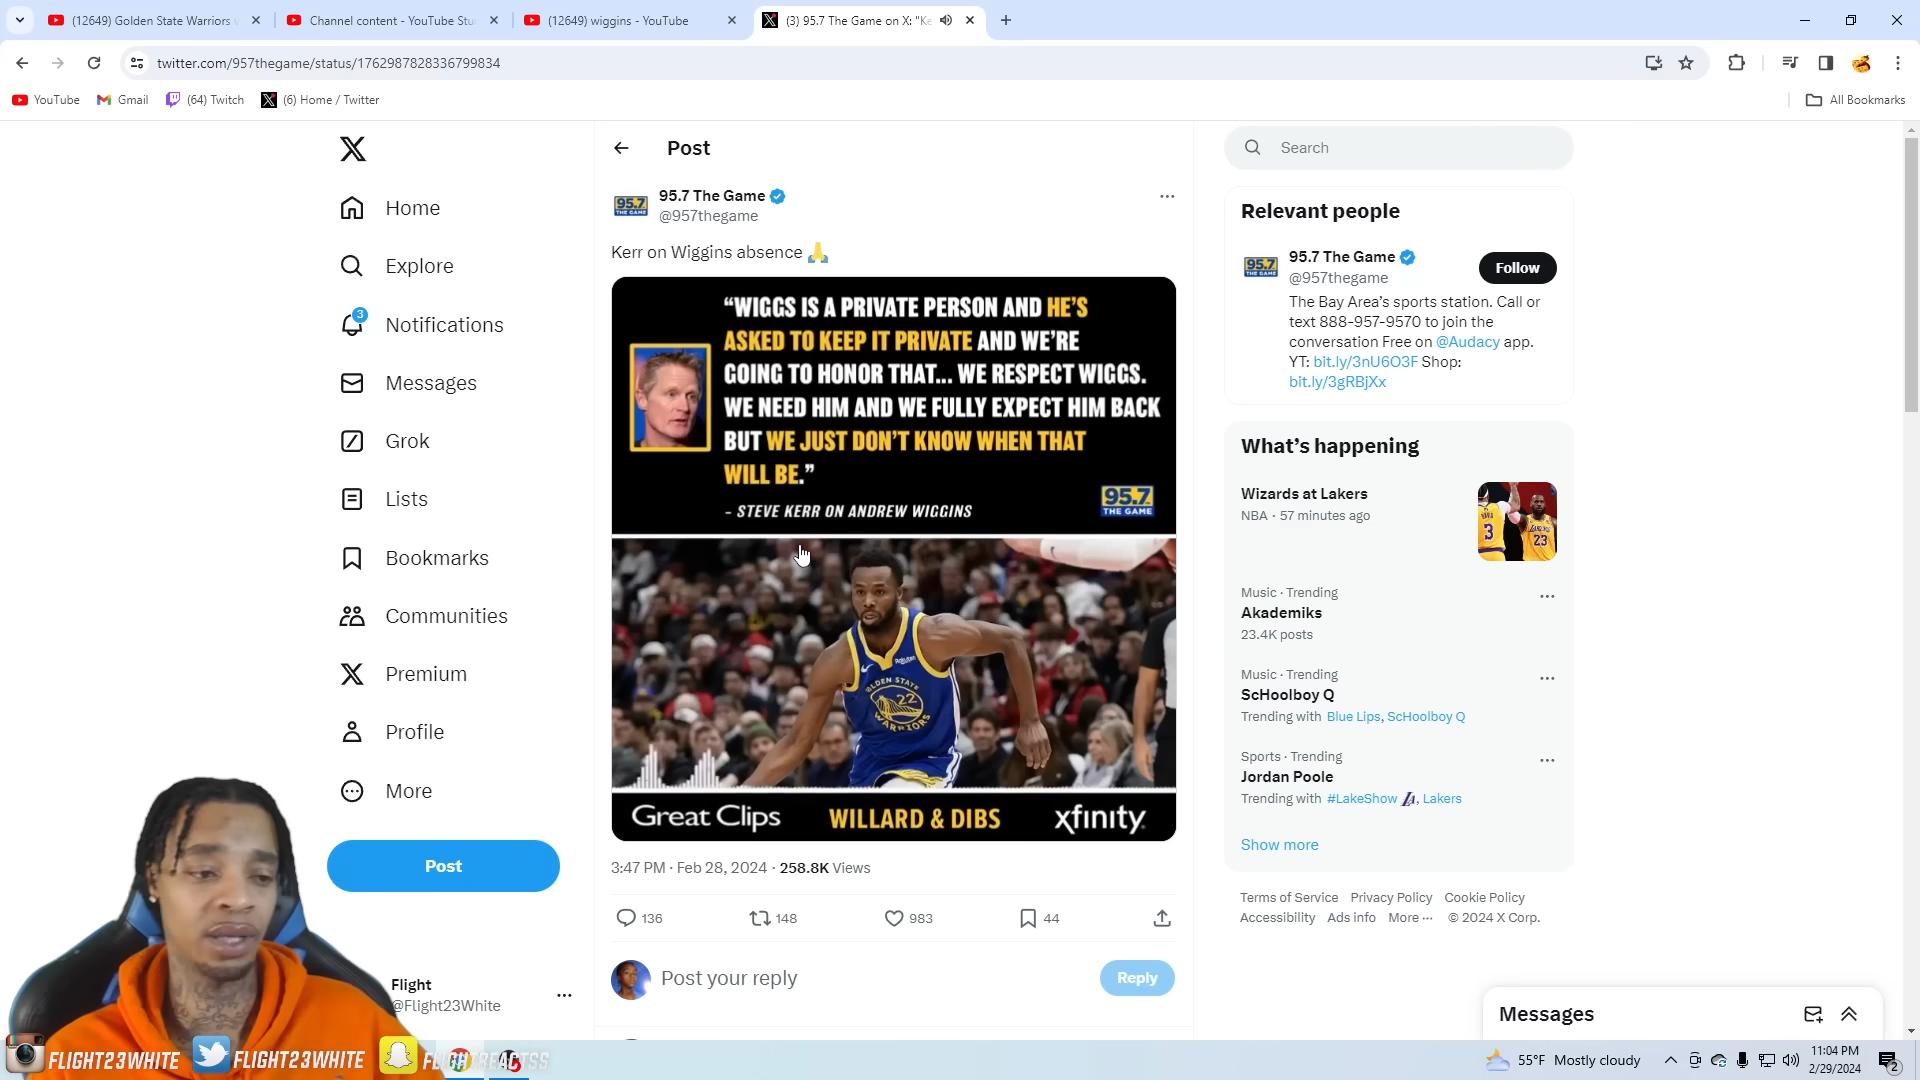 (12649) Golden State Warriors v
Channel content - YouTube Stu
(12649) wiggins - YouTube
(3) 95.7 The Game on X: "Ke
twitter.com/957thegame/status/1762987828336799834
YouTube
Gmail
(64) Twitch
(6) Home / Twitter
All Bookmarks
Home
Explore
3
Notifications
Messages
Grok
Lists
Bookmarks
Communities
Premium
Profile
More
Post
Flight
@Flight23White
Post
95.7 The Game
@957thegame
Kerr on Wiggins absence 🙏
“WIGGS IS A PRIVATE PERSON AND HE’S
ASKED TO KEEP IT PRIVATE AND WE’RE
GOING TO HONOR THAT... WE RESPECT WIGGS.
WE NEED HIM AND WE FULLY EXPECT HIM BACK
BUT WE JUST DON’T KNOW WHEN THAT
WILL BE.”
- STEVE KERR ON ANDREW WIGGINS
95.7
THE GAME
Rakuten
GOLDEN STATE
22
WARRIORS
Great Clips
WILLARD & DIBS
xfinity
3:47 PM · Feb 28, 2024 · 258.8K Views
136
148
983
44
Post your reply
Reply
Search
Relevant people
95.7 The Game
@957thegame
Follow
The Bay Area’s sports station. Call or
text 888-957-9570 to join the
conversation Free on @Audacy app.
YT: bit.ly/3nU6O3F Shop:
bit.ly/3gRBjXx
What’s happening
Wizards at Lakers
NBA · 57 minutes ago
3
23
Music · Trending
Akademiks
23.4K posts
Music · Trending
ScHoolboy Q
Trending with Blue Lips, ScHoolboy Q
Sports · Trending
Jordan Poole
Trending with #LakeShow, Lakers
Show more
Terms of Service Privacy Policy Cookie Policy
Accessibility Ads info More ··· © 2024 X Corp.
Messages
FLIGHT23WHITE
FLIGHT23WHITE
FLIGHTREACTSS
55°F Mostly cloudy
11:04 PM
2/29/2024
2